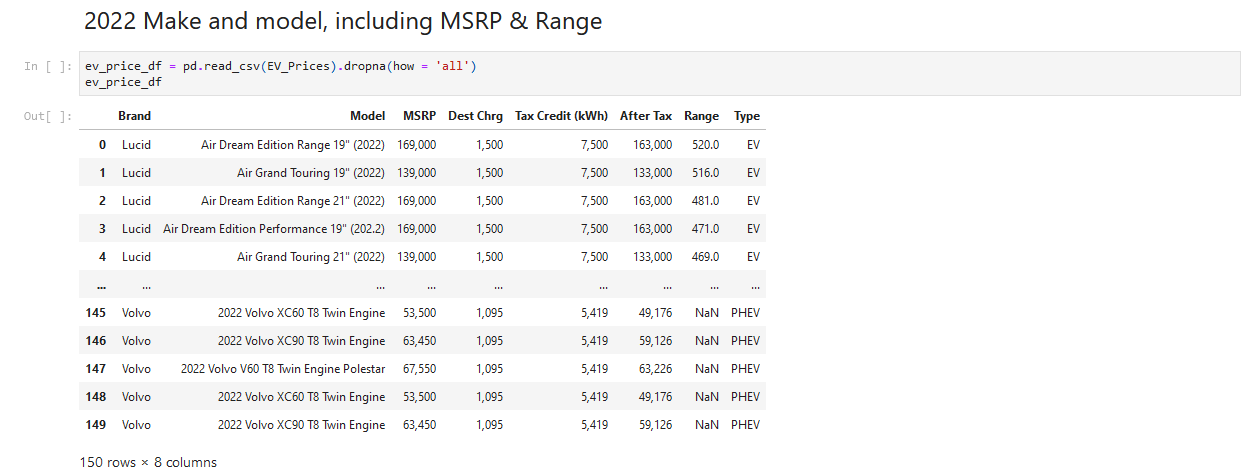 2022 Make and model, including MSRP & Range
In [ ]: ev_price_df = pd.read_csv(EV_Prices).dropna(how = 'all')
ev_price_df
Out[ ]: Brand Model MSRP Dest Chrg Tax Credit (kWh) After Tax Range Type
0 Lucid Air Dream Edition Range 19" (2022) 169,000 1,500 7,500 163,000 520.0 EV
1 Lucid Air Grand Touring 19" (2022) 139,000 1,500 7,500 133,000 516.0 EV
2 Lucid Air Dream Edition Range 21" (2022) 169,000 1,500 7,500 163,000 481.0 EV
3 Lucid Air Dream Edition Performance 19" (202.2) 169,000 1,500 7,500 163,000 471.0 EV
4 Lucid Air Grand Touring 21" (2022) 139,000 1,500 7,500 133,000 469.0 EV
... ... ... ... ... ... ... ... ...
145 Volvo 2022 Volvo XC60 T8 Twin Engine 53,500 1,095 5,419 49,176 NaN PHEV
146 Volvo 2022 Volvo XC90 T8 Twin Engine 63,450 1,095 5,419 59,126 NaN PHEV
147 Volvo 2022 Volvo V60 T8 Twin Engine Polestar 67,550 1,095 5,419 63,226 NaN PHEV
148 Volvo 2022 Volvo XC60 T8 Twin Engine 53,500 1,095 5,419 49,176 NaN PHEV
149 Volvo 2022 Volvo XC90 T8 Twin Engine 63,450 1,095 5,419 59,126 NaN PHEV
150 rows × 8 columns